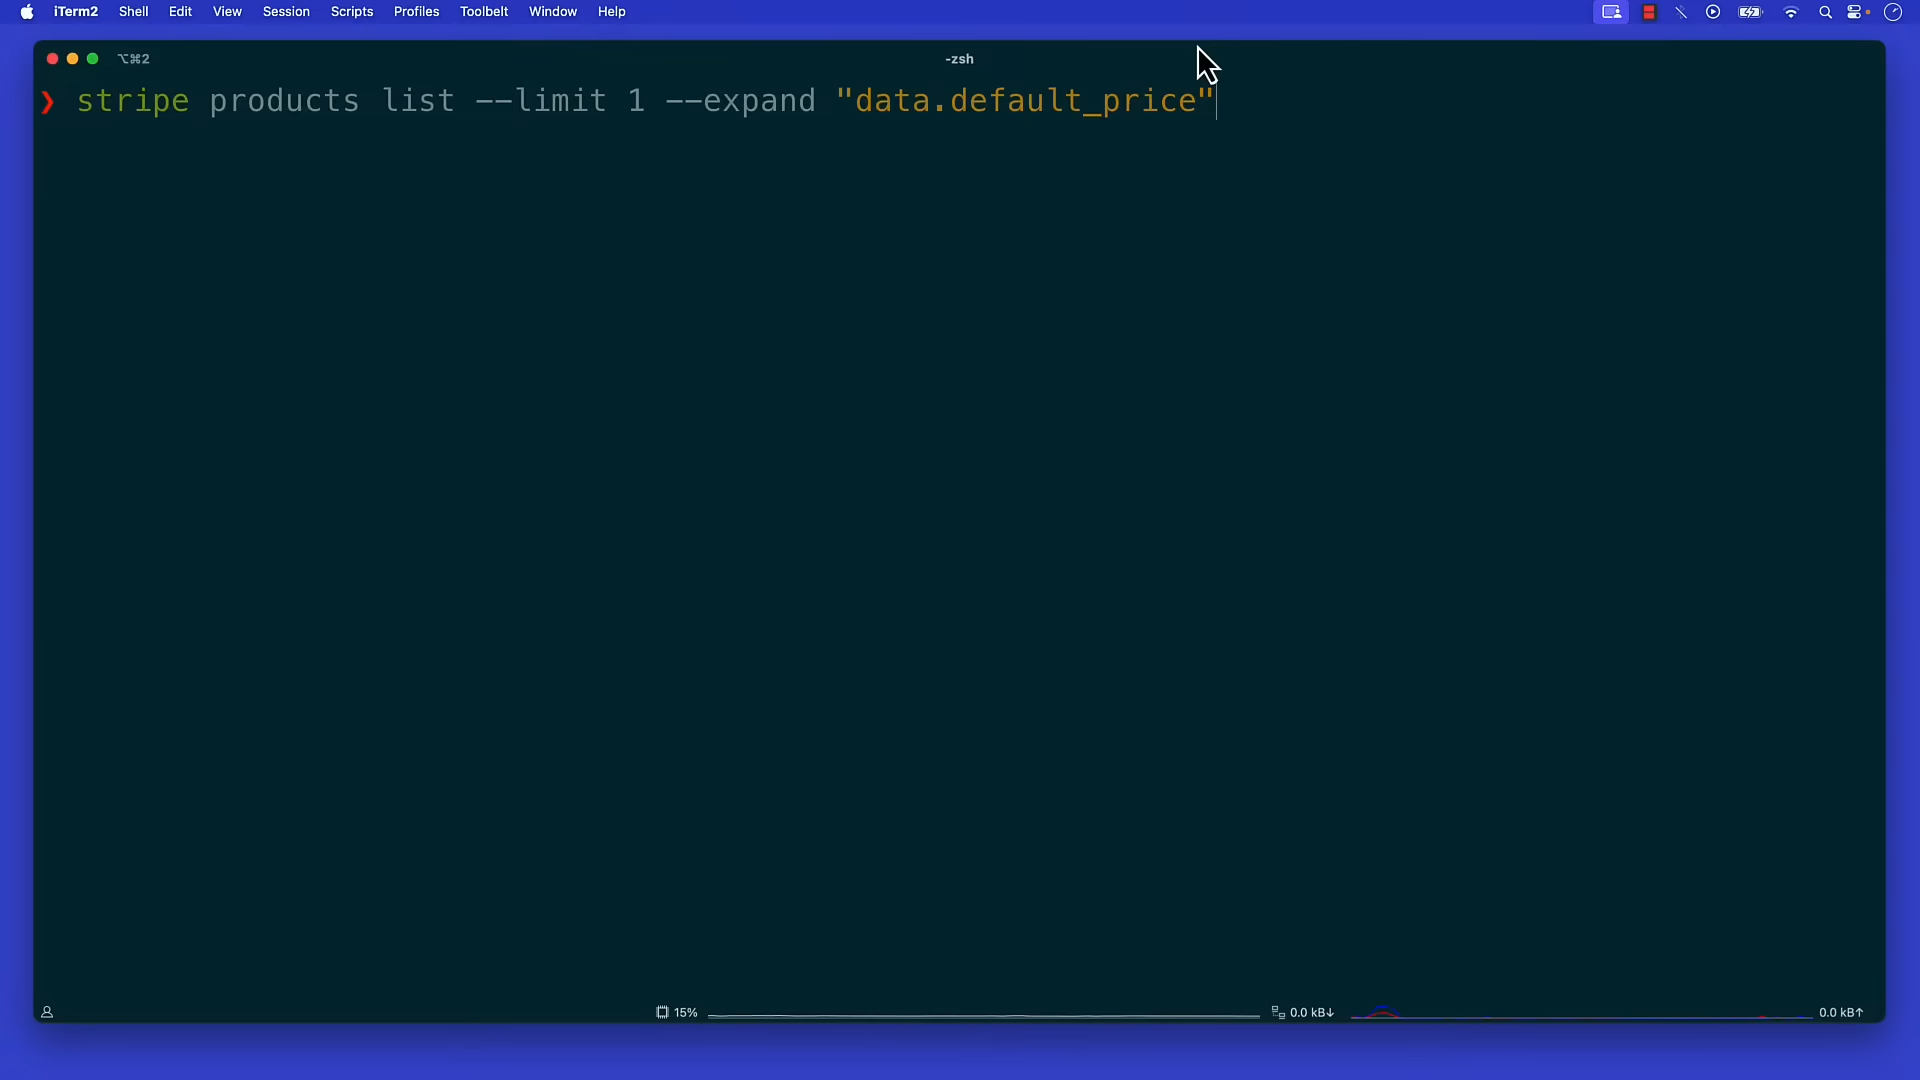 iTerm2 Shell Edit View Session Scripts Profiles Toolbelt Window Help
⌥⌘2 -zsh
❯ stripe products list --limit 1 --expand "data.default_price"
15% 0.0 kB↓ 0.0 kB↑